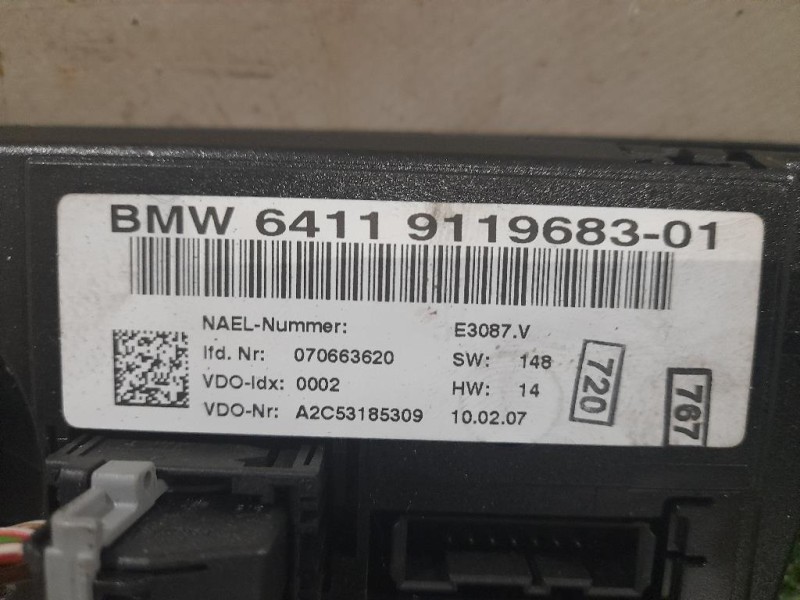 BMW 6411 9119683-01
NAEL-Nummer: E3087.V
lfd. Nr: 070663620 SW: 148
VDO-Idx: 0002 HW: 14
VDO-Nr: A2C53185309 10.02.07
720
767